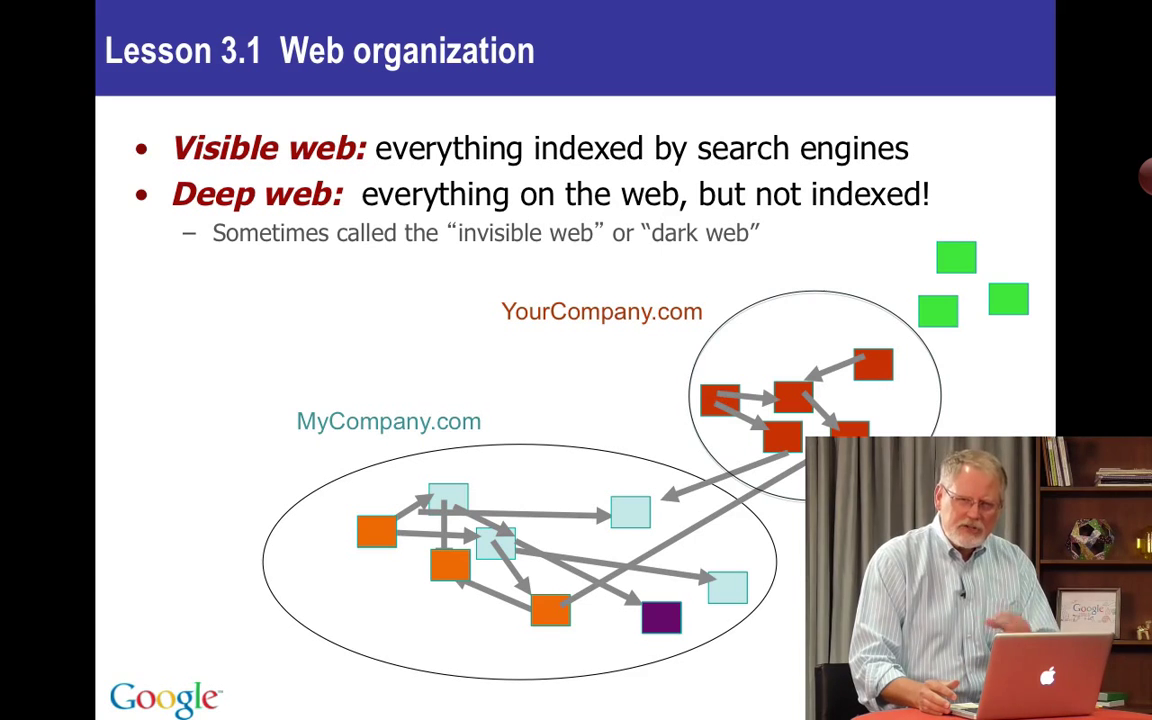 Lesson 3.1 Web organization
• Visible web: everything indexed by search engines
• Deep web: everything on the web, but not indexed!
– Sometimes called the “invisible web” or “dark web”
YourCompany.com
MyCompany.com
Google™
Google